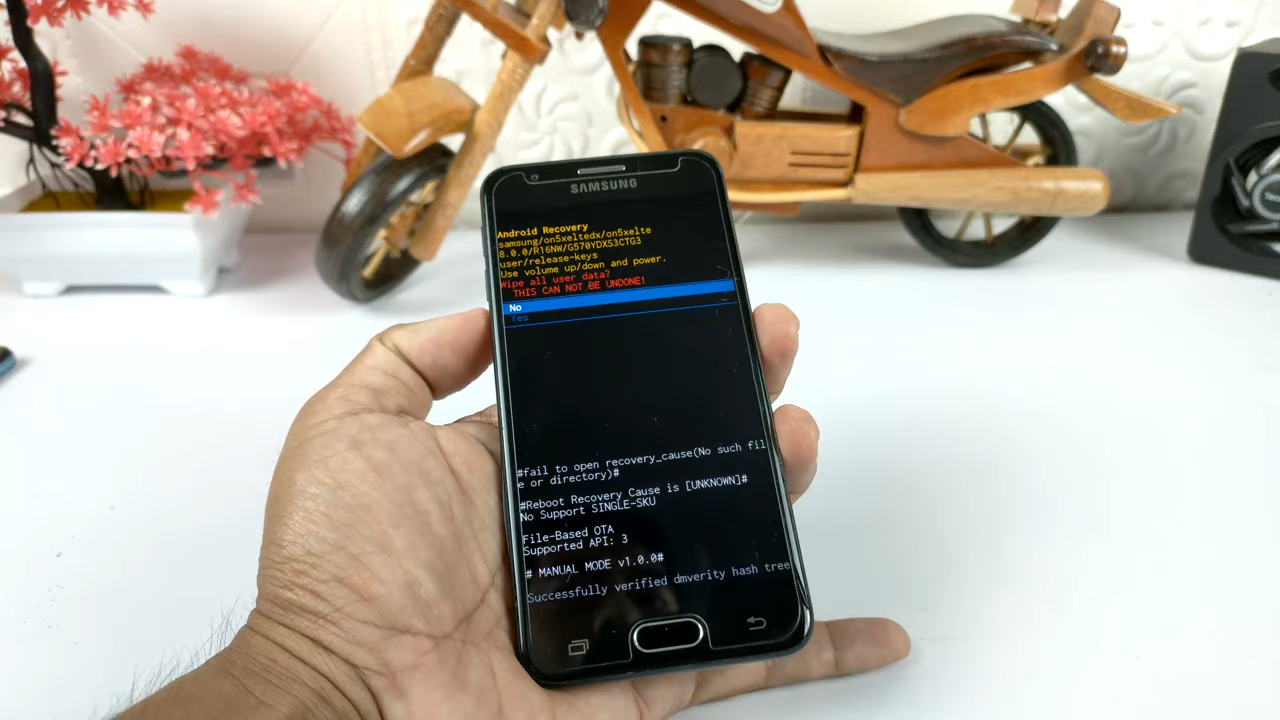 SAMSUNG
Android Recovery
samsung/on5xeltedx/on5xelte
8.0.0/R16NW/G570YDXS3CTG3
user/release-keys
Use volume up/down and power.
Wipe all user data?
THIS CAN NOT BE UNDONE!
No
Yes
#fail to open recovery_cause(No such fil
e or directory)#
#Reboot Recovery Cause is [UNKNOWN]#
No Support SINGLE-SKU
File-Based OTA
Supported API: 3
# MANUAL MODE v1.0.0#
Successfully verified dmverity hash tree